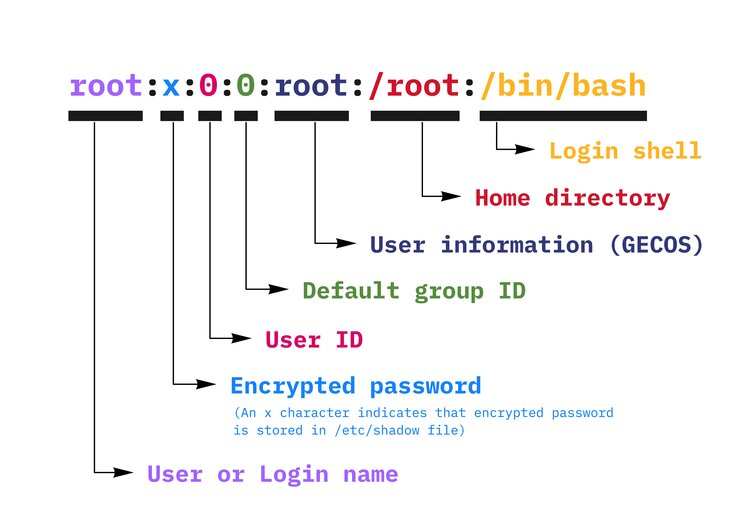 root:x:0:0:root:/root:/bin/bash
Login shell
Home directory
User information (GECOS)
Default group ID
User ID
Encrypted password
(An x character indicates that encrypted password
is stored in /etc/shadow file)
User or Login name